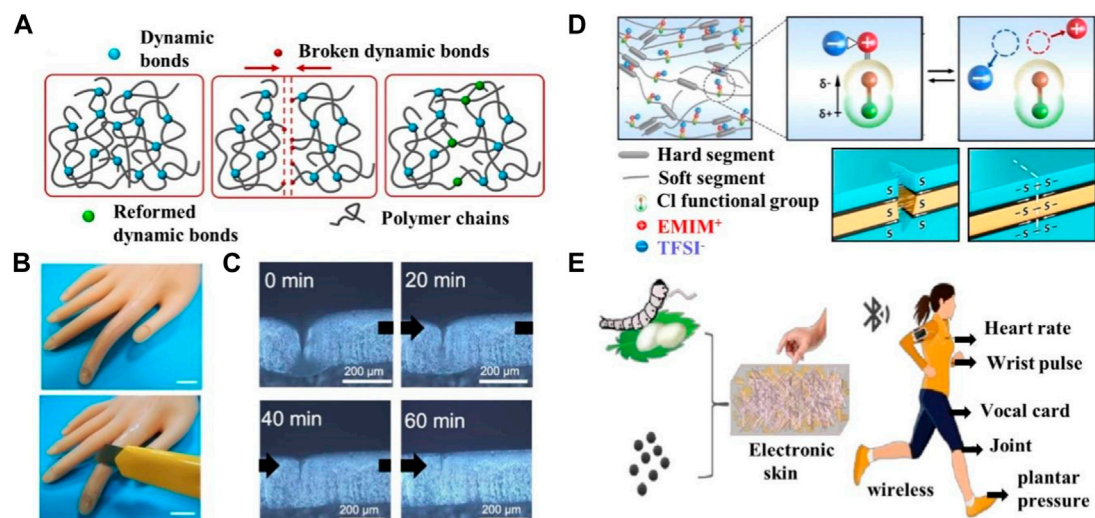 A
Dynamic
bonds
Broken dynamic bonds
Reformed
dynamic bonds
Polymer chains
B
C
0 min
200 µm
20 min
200 µm
40 min
200 µm
60 min
200 µm
D
δ-
δ+
Hard segment
Soft segment
Cl functional group
EMIM⁺
TFSI⁻
S S
S S
S S
-S S-
-S-S-
-S-S-
E
Electronic
skin
wireless
Heart rate
Wrist pulse
Vocal card
Joint
plantar
pressure